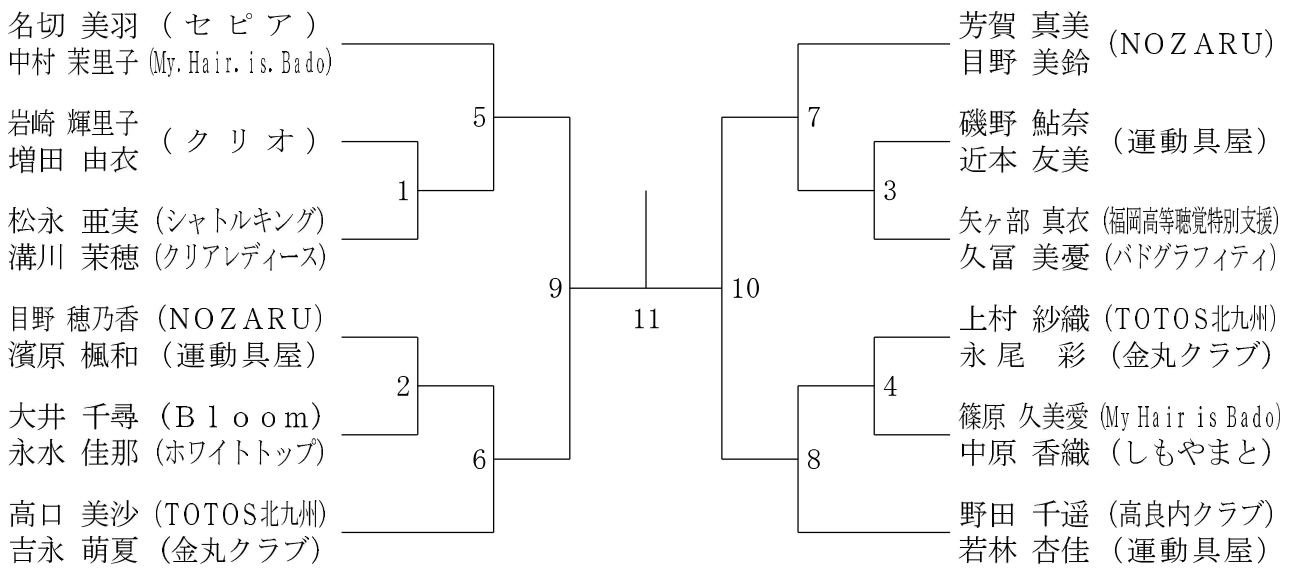 名切 美羽 (セピア)
中村 茉里子 (My.Hair.is.Bado)
岩崎 輝里子
増田 由衣
(クリオ)
松永 亜実 (シャトルキング)
溝川 茉穂 (クリアレディース)
目野 穂乃香 (NOZARU)
濱原 楓和 (運動具屋)
大井 千尋 (Bloom)
永水 佳那 (ホワイトトップ)
高口 美沙 (TOTOS北九州)
吉永 萌夏 (金丸クラブ)
5
1
2
6
9
11
10
7
3
4
8
芳賀 真美
目野 美鈴
(NOZARU)
磯野 鮎奈
近本 友美
(運動具屋)
矢ヶ部 真衣 (福岡高等聴覚特別支援)
久冨 美憂 (バドグラフィティ)
上村 紗織 (TOTOS北九州)
永尾 彩 (金丸クラブ)
篠原 久美愛 (My Hair is Bado)
中原 香織 (しもやまと)
野田 千遥 (高良内クラブ)
若林 杏佳 (運動具屋)